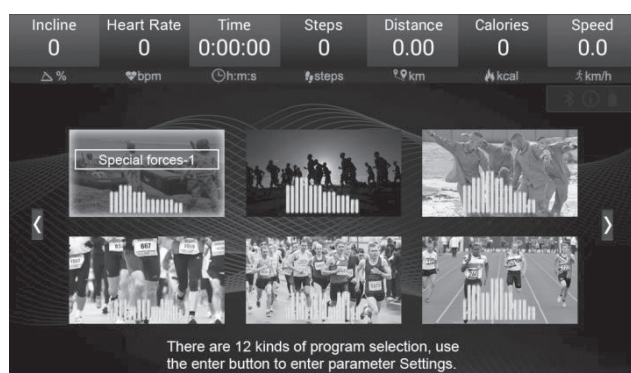 Incline Heart Rate Time Steps Distance Calories Speed
0 0 0:00:00 0 0.00 0 0.0
% bpm h:m:s steps km kcal km/h
Special forces-1
667
There are 12 kinds of program selection, use
the enter button to enter parameter Settings.